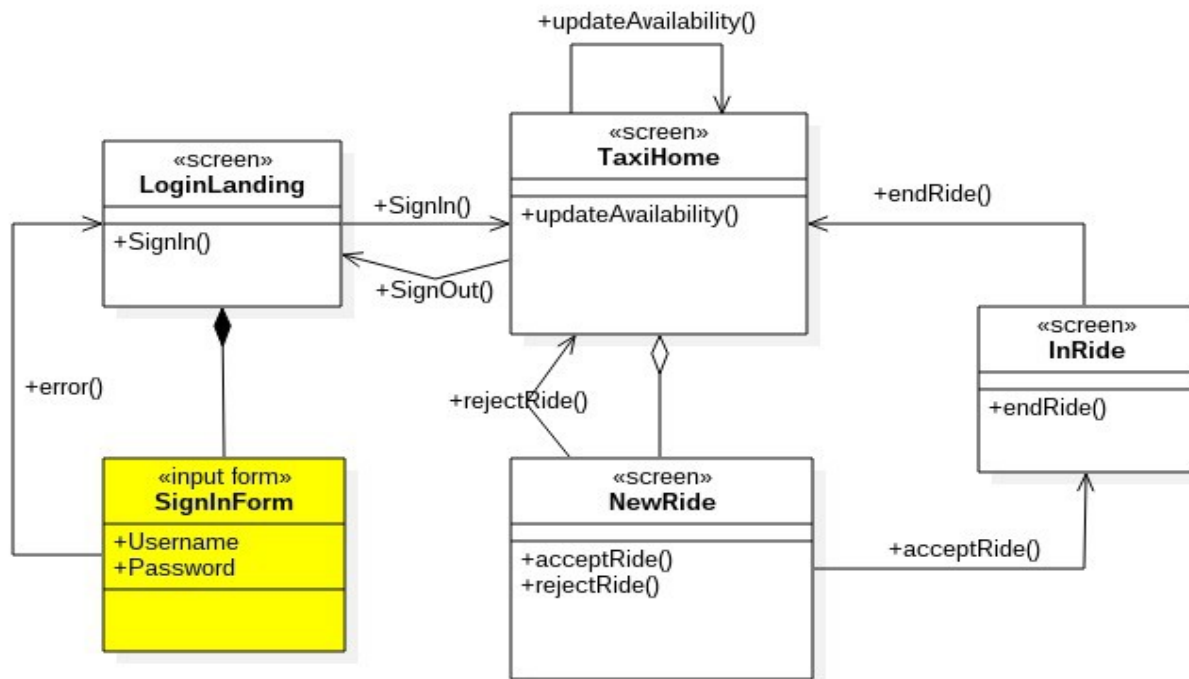 +updateAvailability()
«screen»
TaxiHome
+updateAvailability()
«screen»
LoginLanding
+SignIn()
+SignIn()
+SignOut()
+endRide()
«screen»
InRide
+endRide()
+error()
+rejectRide()
«input form»
SignInForm
+Username
+Password
«screen»
NewRide
+acceptRide()
+rejectRide()
+acceptRide()